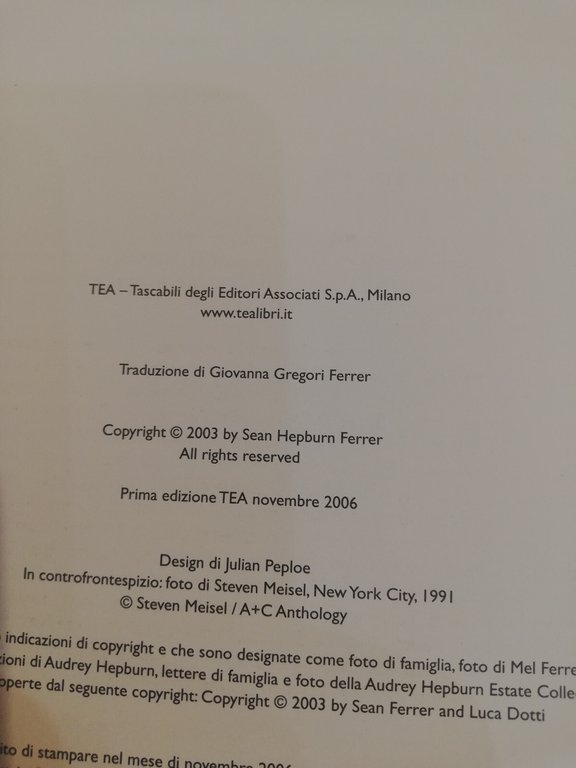 TEA – Tascabili degli Editori Associati S.p.A., Milano
www.tealibri.it
Traduzione di Giovanna Gregori Ferrer
Copyright © 2003 by Sean Hepburn Ferrer
All rights reserved
Prima edizione TEA novembre 2006
Design di Julian Peploe
In controfrontespizio: foto di Steven Meisel, New York City, 1991
© Steven Meisel / A+C Anthology
indicazioni di copyright e che sono designate come foto di famiglia, foto di Mel Ferre
zioni di Audrey Hepburn, lettere di famiglia e foto della Audrey Hepburn Estate Colle
operte dal seguente copyright: Copyright © 2003 by Sean Ferrer and Luca Dotti
ito di stampare nel mese di novembre 2006